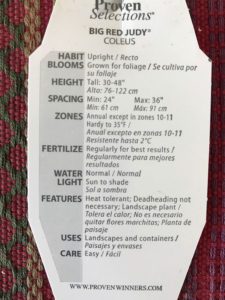 Proven
Selections®
BIG RED JUDY®
COLEUS
HABIT Upright / Recto
BLOOMS Grown for foliage / Se cultiva por
su follaje
HEIGHT Tall: 30-48"
Alto: 76-122 cm
SPACING Min: 24" Max: 36"
Min: 61 cm Máx: 91 cm
ZONES Annual except in zones 10-11
Hardy to 35°F /
Anual excepto en zonas 10-11
Resistente hasta 2°C
FERTILIZE Regularly for best results /
Regularmente para mejores
resultados
WATER Normal / Normal
LIGHT Sun to shade
Sol a sombra
FEATURES Heat tolerant; Deadheading not
necessary; Landscape plant /
Tolera el calor; No es necesario
quitar flores marchitas; Planta de
paisaje
USES Landscapes and containers /
Paisajes y envases
CARE Easy / Fácil
WWW.PROVENWINNERS.COM